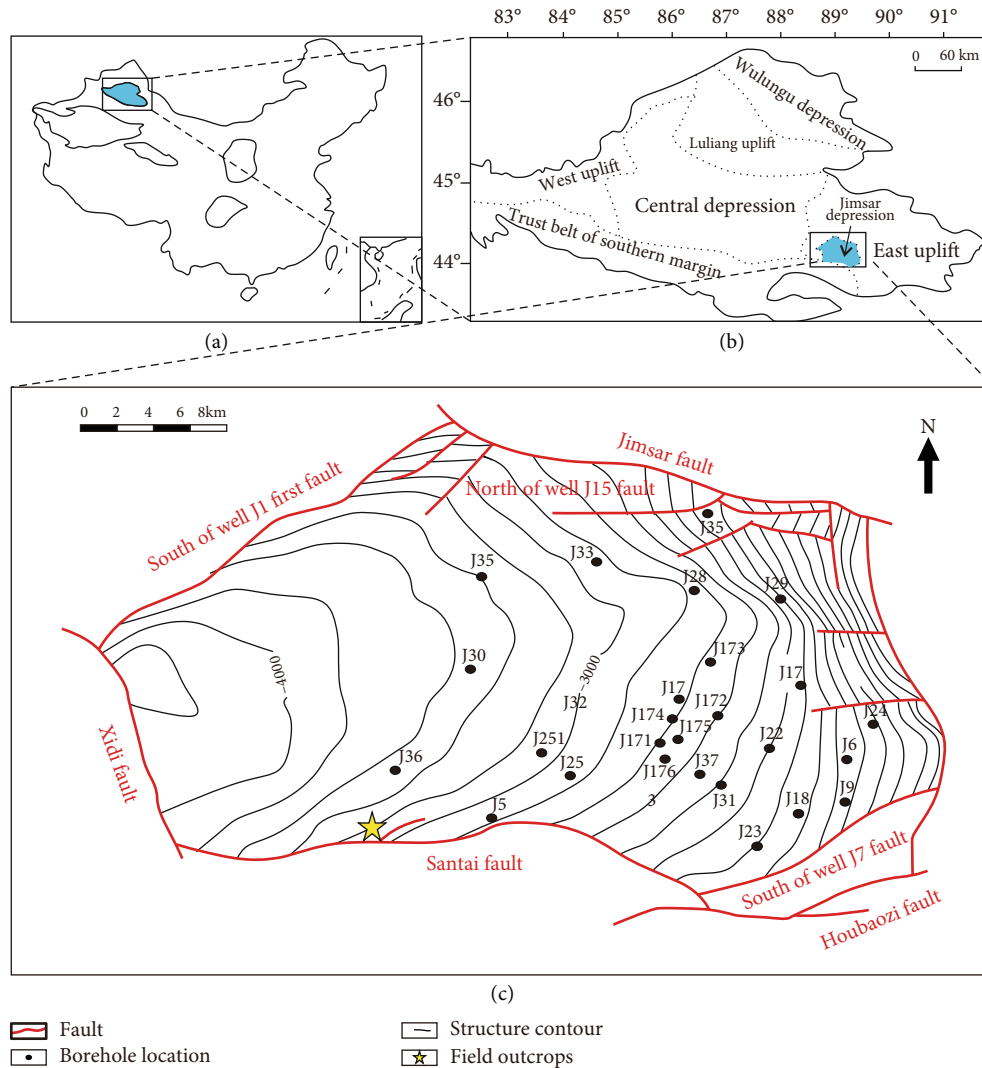 83° 84° 85° 86° 87° 88° 89° 90° 91°
0 60 km
46°
45°
44°
Wulungu depression
Luliang uplift
West uplift
Central depression
Jimsar
depression
Trust belt of southern margin
East uplift
(a)
(b)
0 2 4 6 8km
N
Jimsar fault
South of well J1 first fault
North of well J15 fault
J35
J33
J35
J28
J29
J173
J30
−4000
−3000
J17
J17
J32
J174
J172
J24
J251
J171
J175
J22
J6
J36
J25
J176
J37
Xidi fault
3
J31
J9
J5
J18
J23
Santai fault
South of well J7 fault
Houbaozi fault
(c)
Fault
Structure contour
Borehole location
Field outcrops